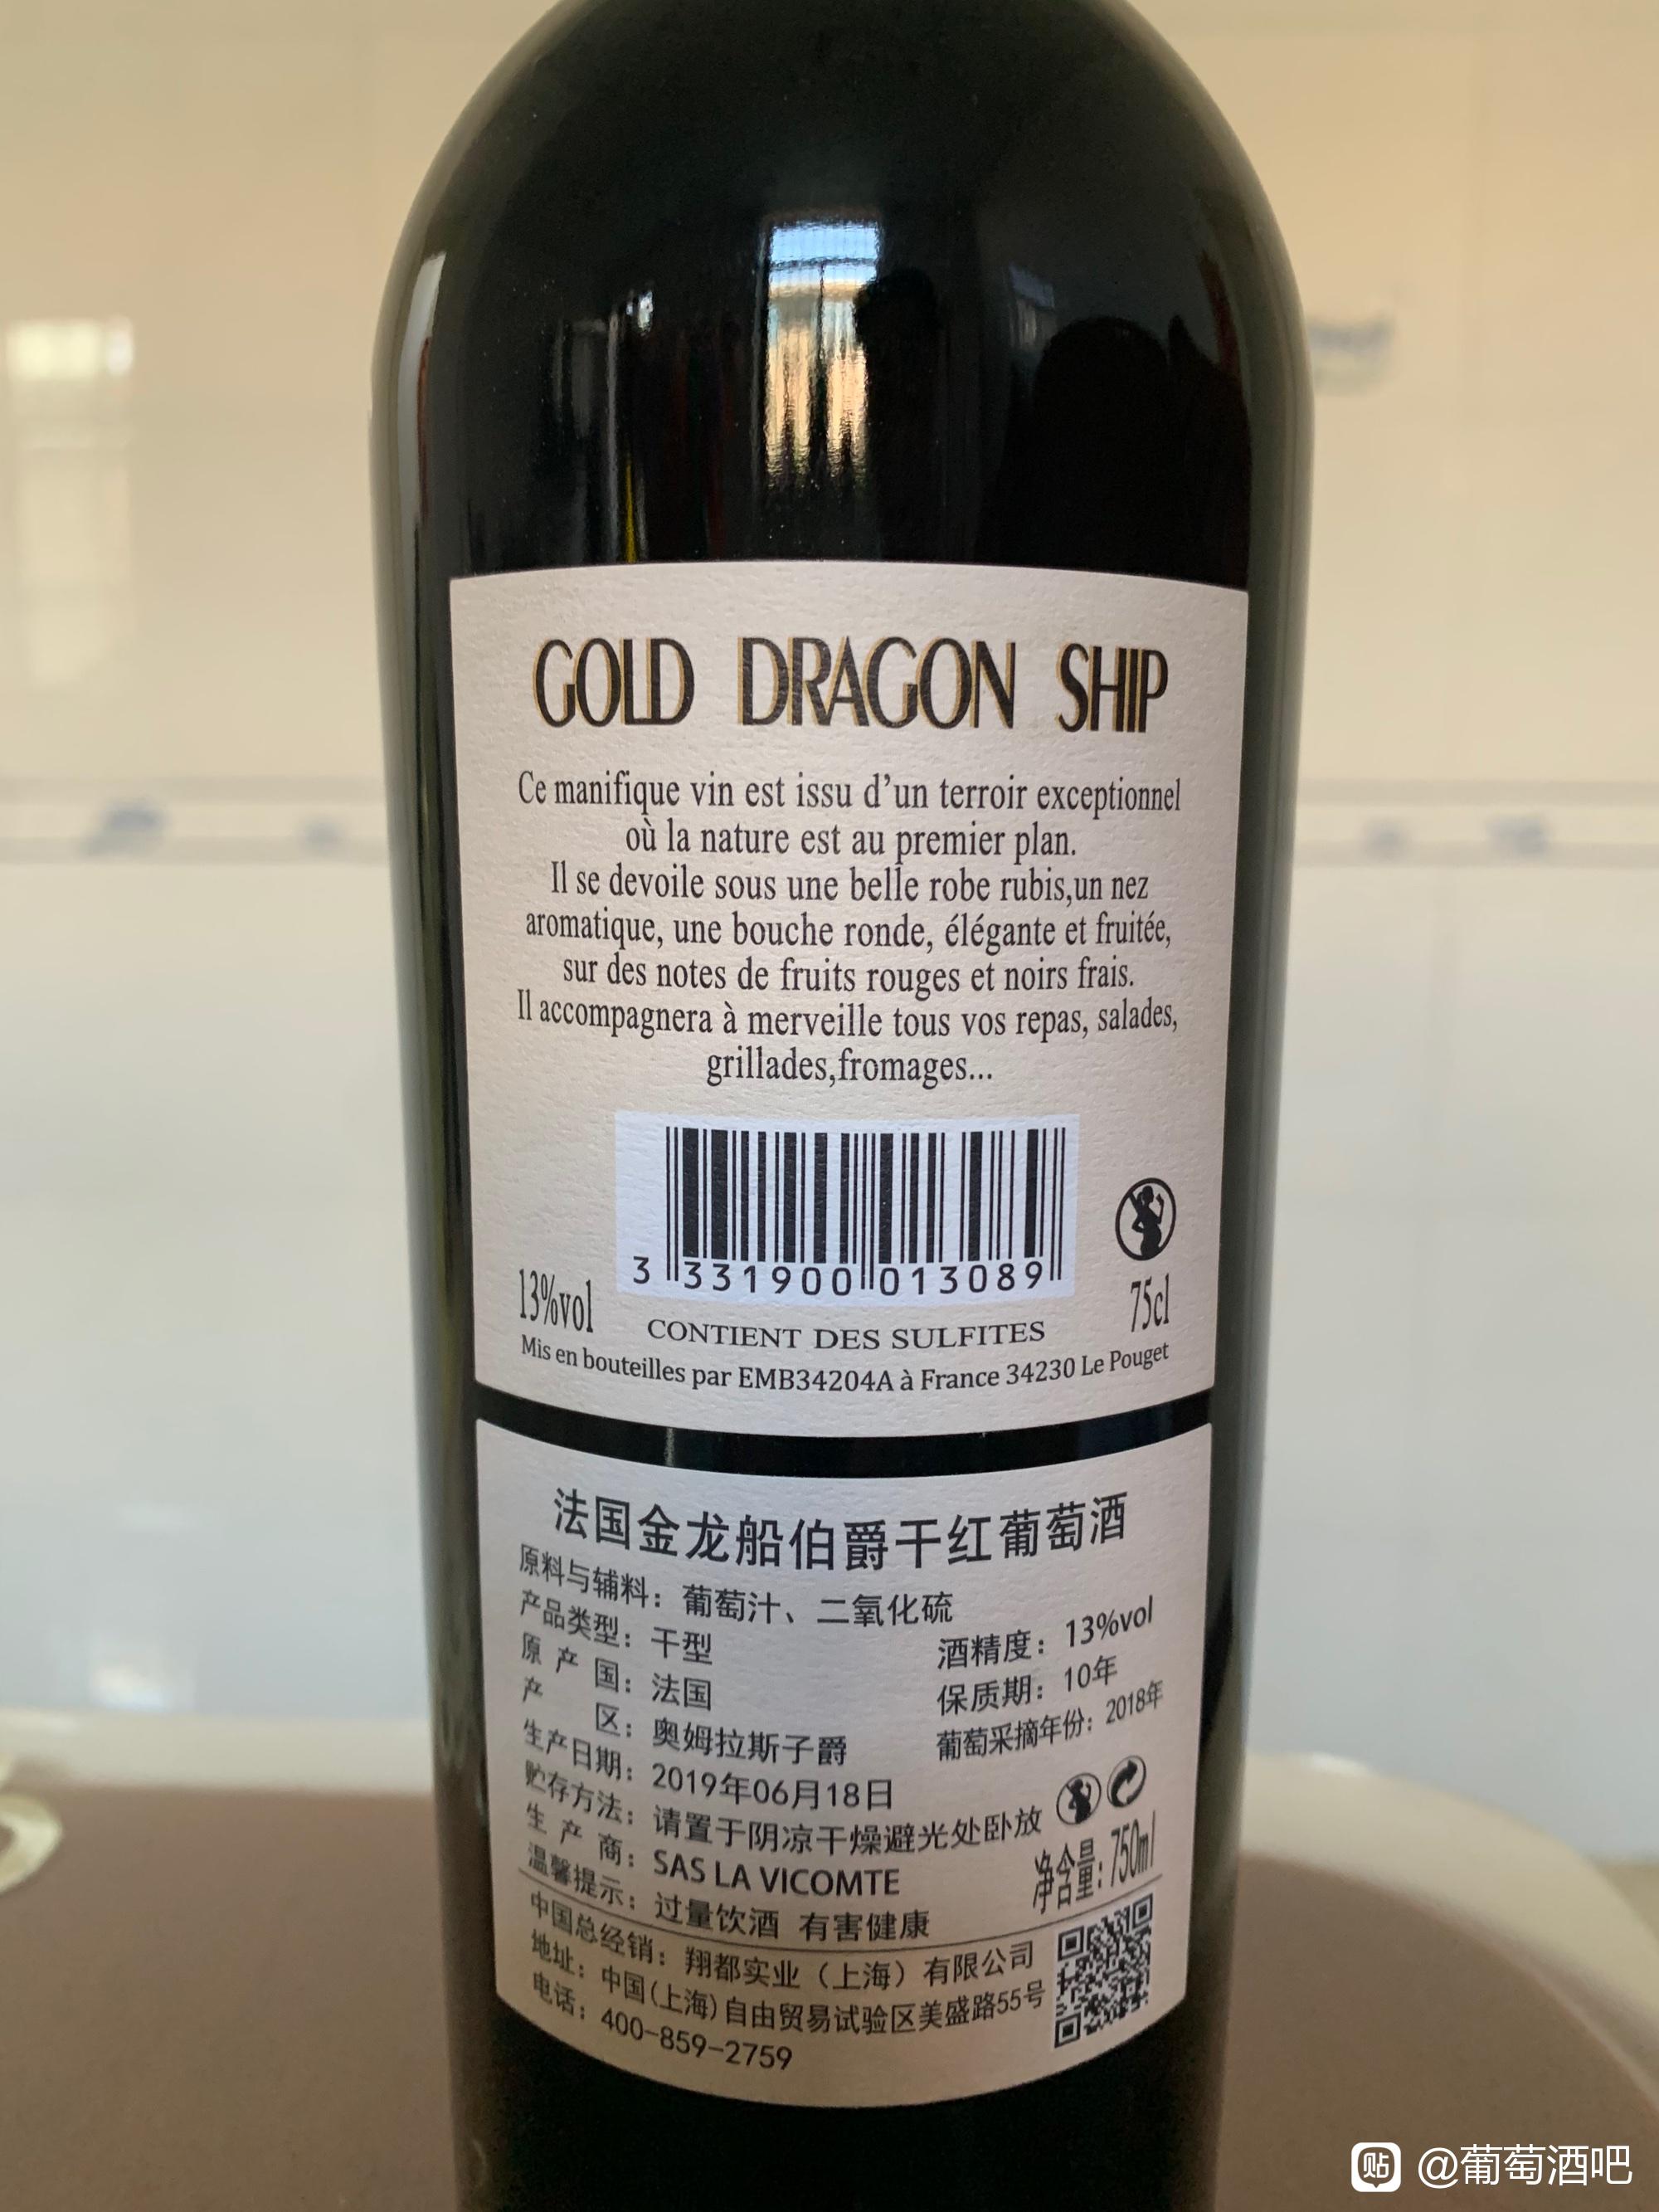 GOLD DRAGON SHIP
Ce manifique vin est issu d'un terroir exceptionnel
où la nature est au premier plan.
Il se devoile sous une belle robe rubis,un nez
aromatique, une bouche ronde, élégante et fruitée,
sur des notes de fruits rouges et noirs frais.
Il accompagnera à merveille tous vos repas, salades,
grillades,fromages...
3 331900 013089
13%vol
75cl
CONTIENT DES SULFITES
Mis en bouteilles par EMB34204A à France 34230 Le Pouget
法国金龙船伯爵干红葡萄酒
原料与辅料：葡萄汁、二氧化硫
产品类型：干型 酒精度：13%vol
原产国：法国 保质期：10年
产区：奥姆拉斯子爵 葡萄采摘年份：2018年
生产日期：2019年06月18日
贮存方法：请置于阴凉干燥避光处卧放
生产商：SAS LA VICOMTE 净含量：750ml
温馨提示：过量饮酒 有害健康
中国总经销：翔都实业（上海）有限公司
地址：中国(上海)自由贸易试验区美盛路55号
电话：400-859-2759
贴 @葡萄酒吧